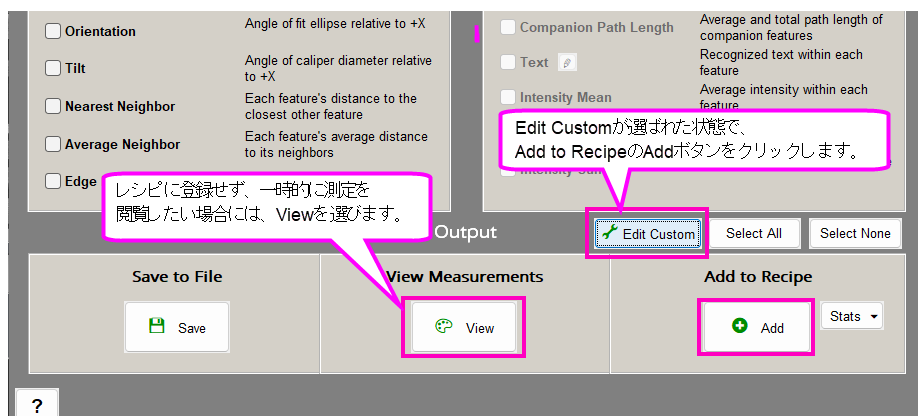 Orientation
Angle of fit ellipse relative to +X
Tilt
Angle of caliper diameter relative
to +X
Nearest Neighbor
Each feature's distance to the
closest other feature
Average Neighbor
Each feature's average distance
to its neighbors
Edge
Companion Path Length
Average and total path length of
companion features
Text
Recognized text within each
feature
Intensity Mean
Average intensity within each
feature
Edit Customが選ばれた状態で、
Add to RecipeのAddボタンをクリックします。
レシピに登録せず、一時的に測定を
閲覧したい場合には、Viewを選びます。
Output
Edit Custom
Select All
Select None
Save to File
View Measurements
Add to Recipe
Save
View
Add
Stats
?